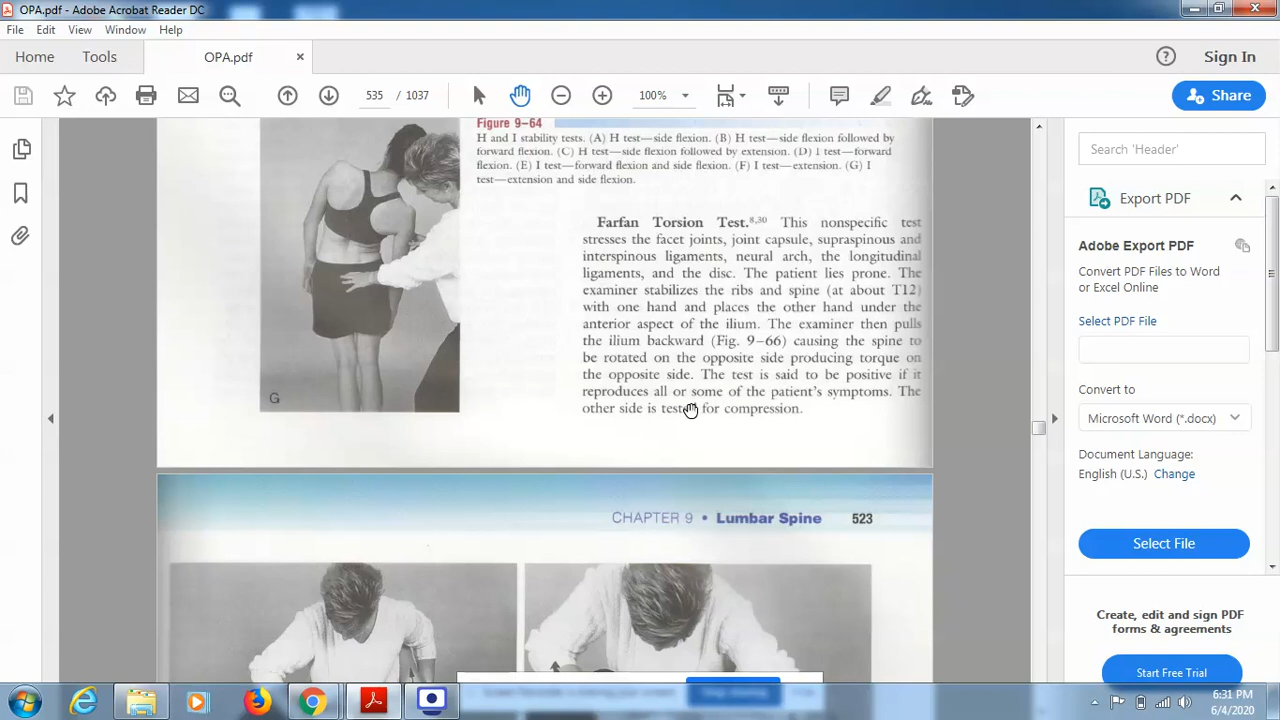 OPA.pdf - Adobe Acrobat Reader DC
File Edit View Window Help
Home Tools OPA.pdf × Sign In
535 / 1037 100% Share
Figure 9–64
H and I stability tests. (A) H test—side flexion. (B) H test—side flexion followed by
forward flexion. (C) H test—side flexion followed by extension. (D) I test—forward
flexion. (E) I test—forward flexion and side flexion. (F) I test—extension. (G) I
test—extension and side flexion.
G
Farfan Torsion Test.8,30 This nonspecific test
stresses the facet joints, joint capsule, supraspinous and
interspinous ligaments, neural arch, the longitudinal
ligaments, and the disc. The patient lies prone. The
examiner stabilizes the ribs and spine (at about T12)
with one hand and places the other hand under the
anterior aspect of the ilium. The examiner then pulls
the ilium backward (Fig. 9–66) causing the spine to
be rotated on the opposite side producing torque on
the opposite side. The test is said to be positive if it
reproduces all or some of the patient's symptoms. The
other side is for compression.
CHAPTER 9 • Lumbar Spine 523
Search 'Header'
Export PDF
Adobe Export PDF
Convert PDF Files to Word
or Excel Online
Select PDF File
Convert to
Microsoft Word (*.docx)
Document Language:
English (U.S.) Change
Select File
Create, edit and sign PDF
forms & agreements
Start Free Trial
6:31 PM
6/4/2020